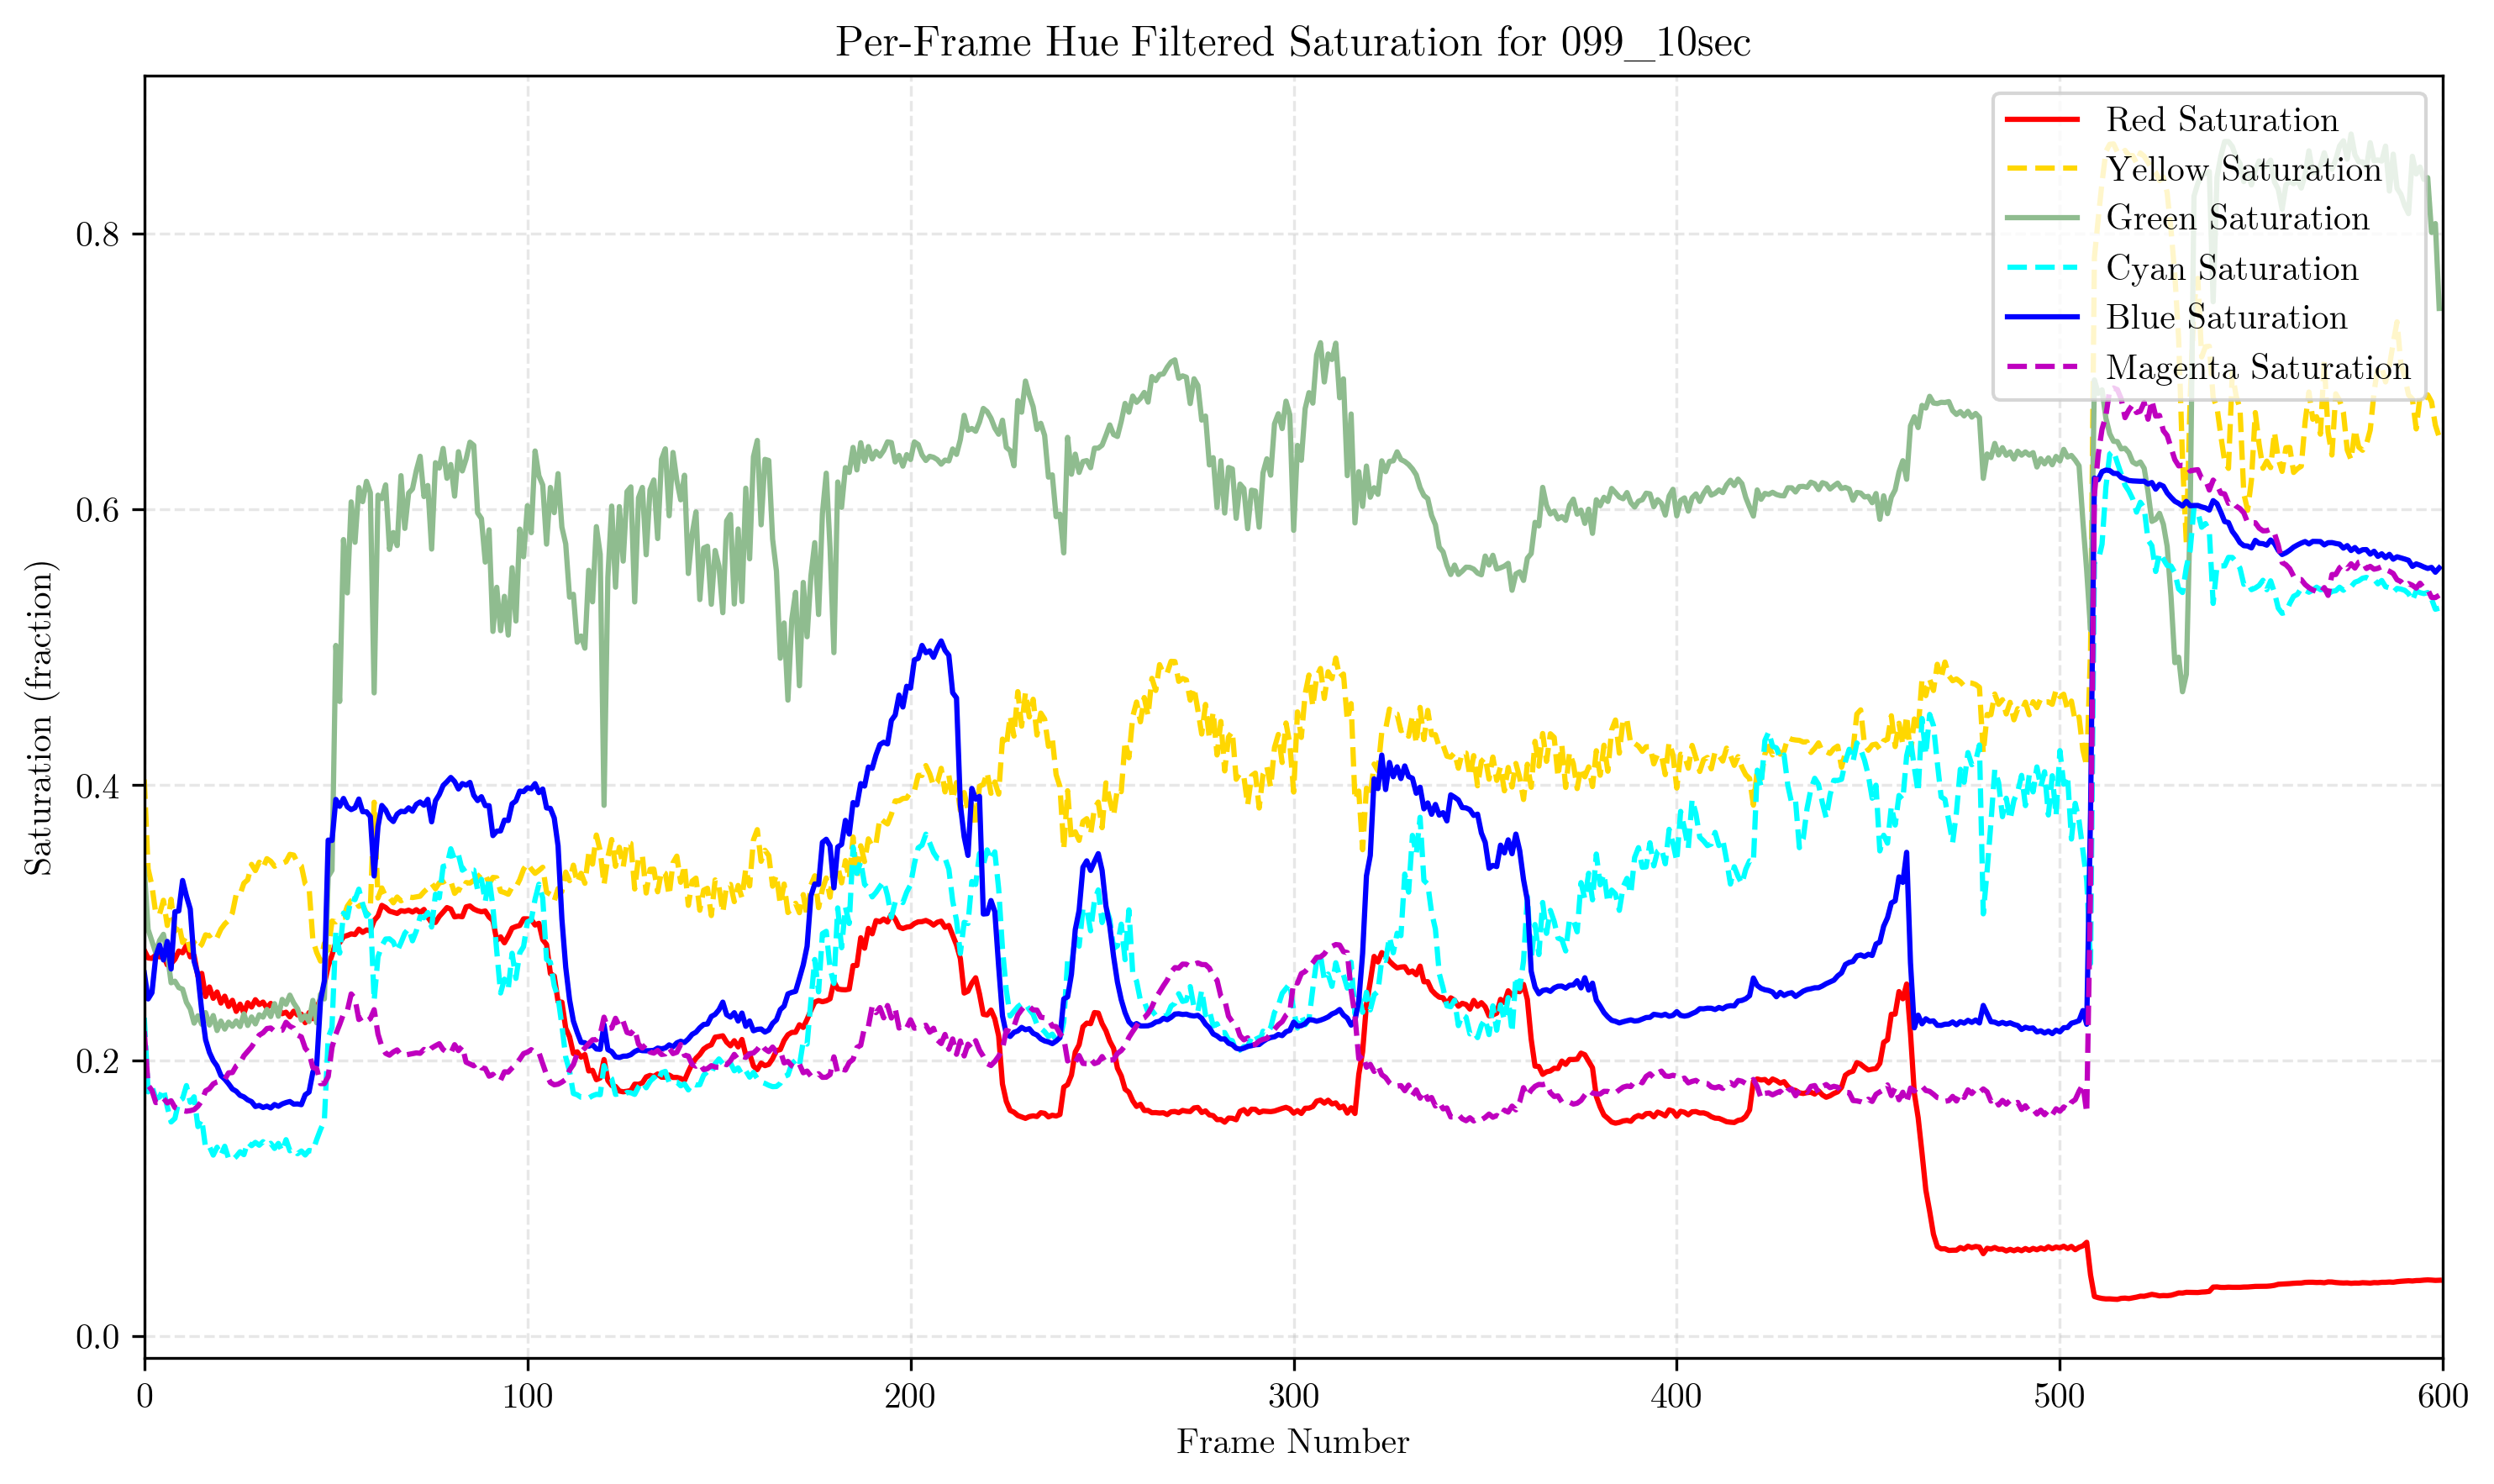 Per-Frame Hue Filtered Saturation for 099_10sec
Red Saturation
Yellow Saturation
Green Saturation
Cyan Saturation
Blue Saturation
Magenta Saturation
Saturation (fraction)
0.8
0.6
0.4
0.2
0.0
0 100 200 300 400 500 600
Frame Number